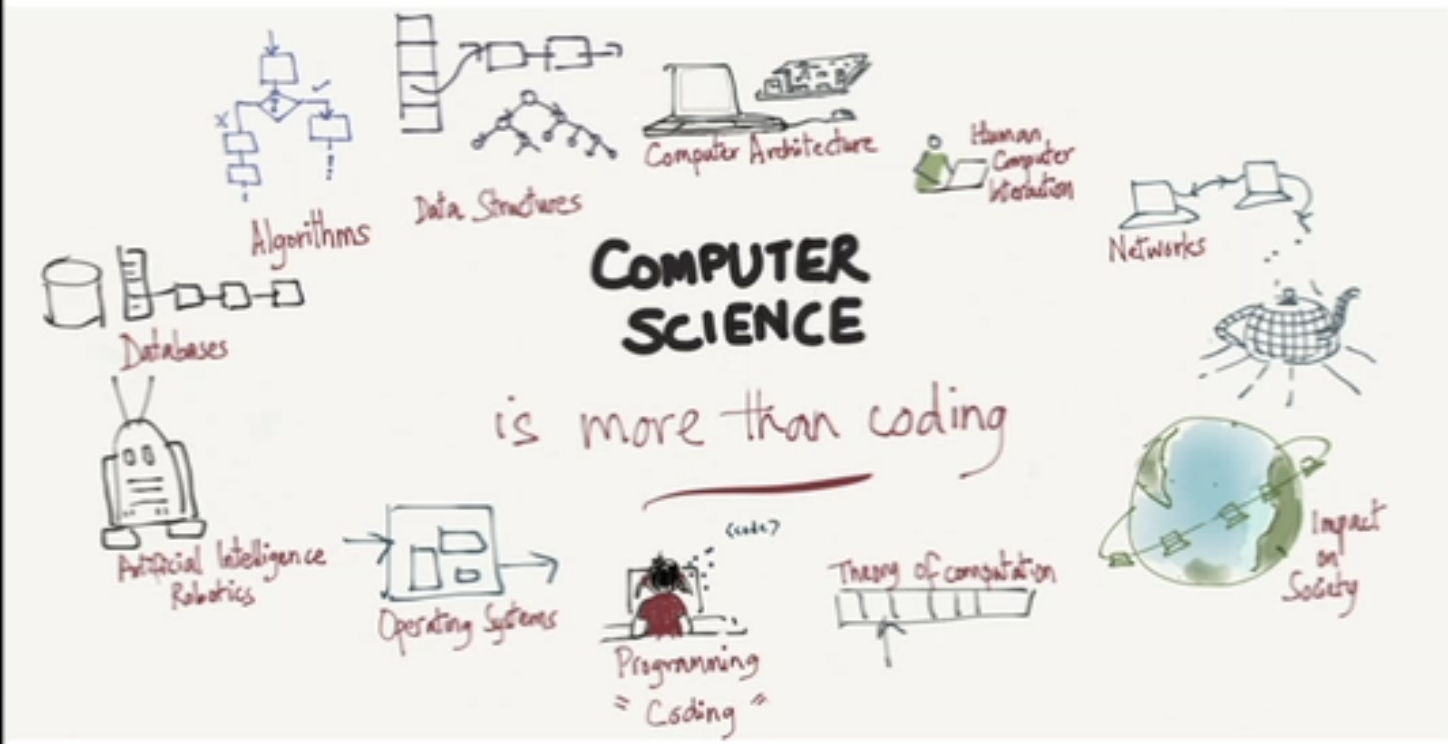 COMPUTER
SCIENCE
is more than coding
Algorithms
Data Structures
Computer Architecture
Human
Computer
Interaction
Networks
Impact
on
Society
Theory of computation
<code>
Programming
"Coding"
Operating Systems
Artificial Intelligence
Robotics
Databases